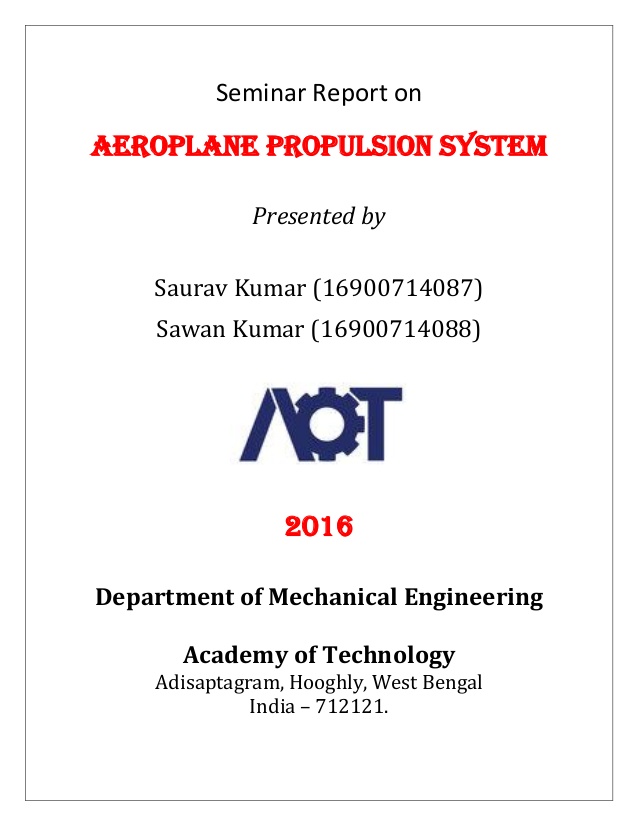 Seminar Report on
AEROPLANE PROPULSION SYSTEM
Presented by
Saurav Kumar (16900714087)
Sawan Kumar (16900714088)
AOT
2016
Department of Mechanical Engineering
Academy of Technology
Adisaptagram, Hooghly, West Bengal
India – 712121.